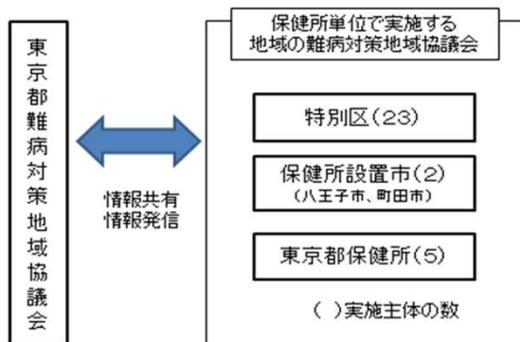 東京都難病対策地域協議会
情報共有
情報発信
保健所単位で実施する
地域の難病対策地域協議会
特別区(23)
保健所設置市(2)
(八王子市、町田市)
東京都保健所(5)
( )実施主体の数